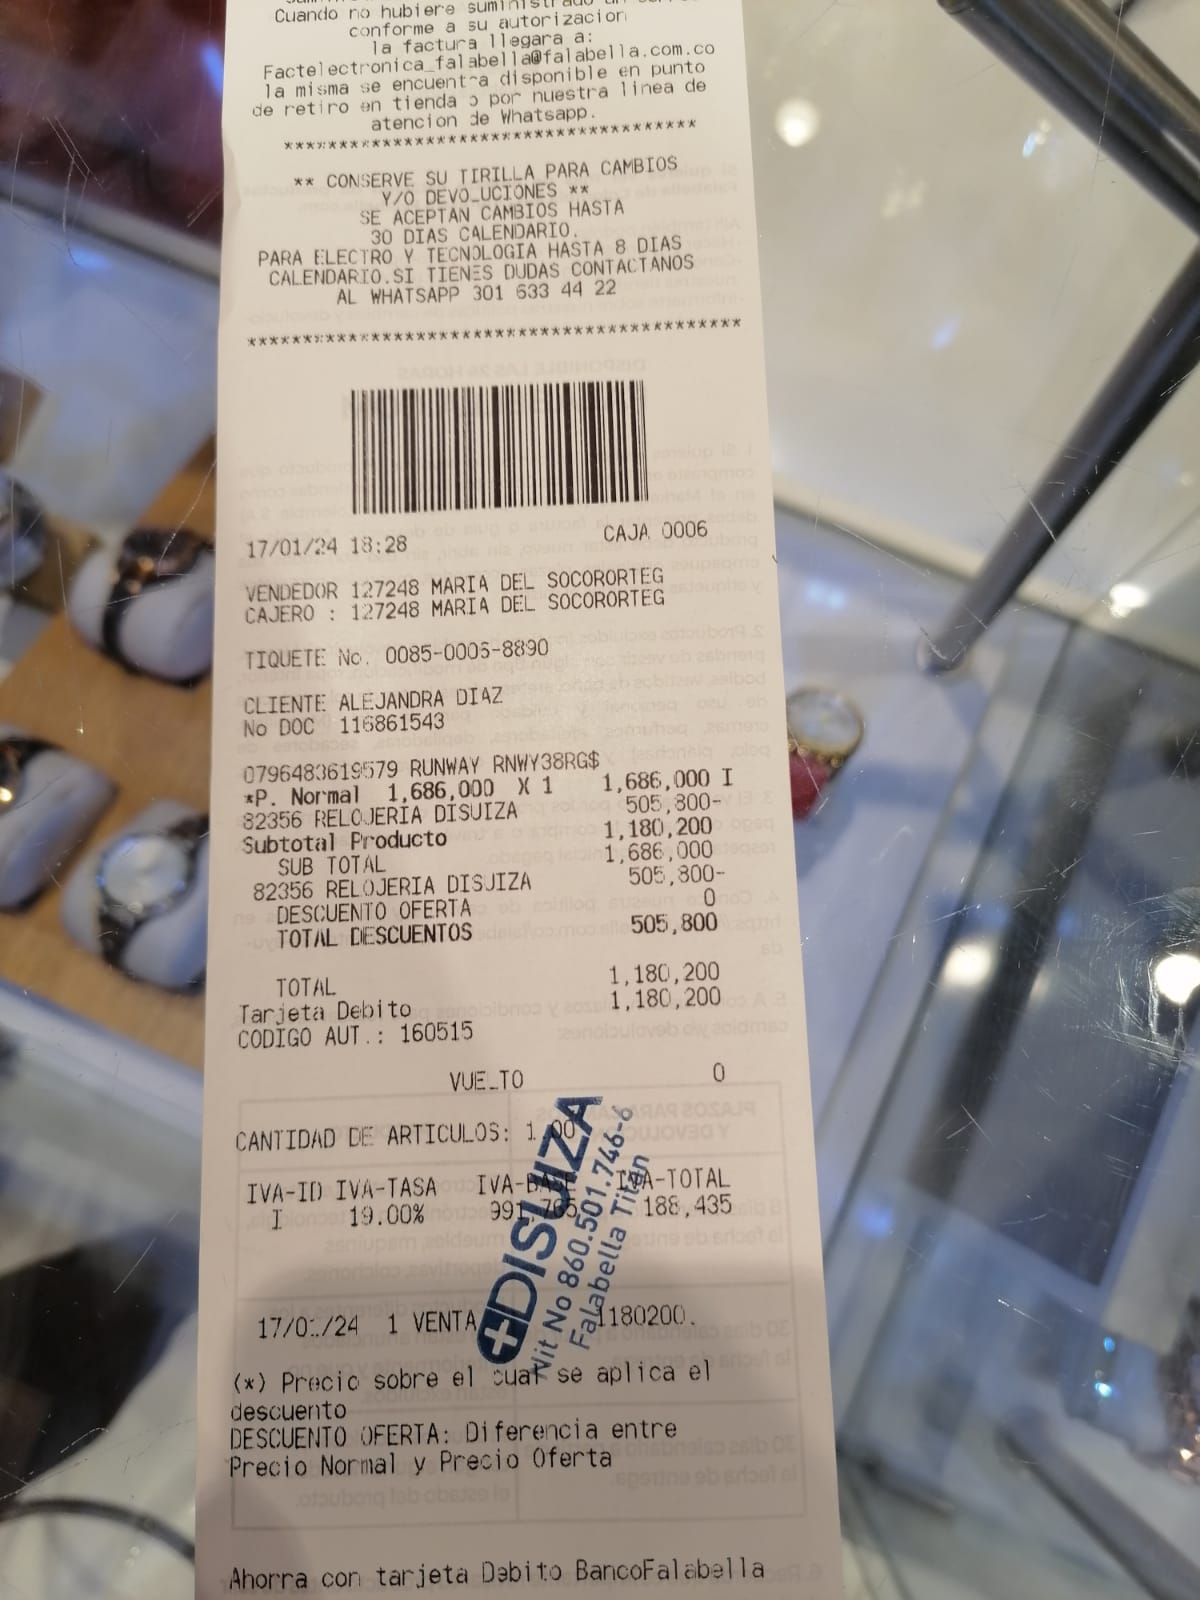 Cuando no hubiere suministrado un
conforme a su autorizacion
la factura llegara a:
Factelectronica_falabella@falabella.com.co
la misma se encuentra disponible en punto
de retiro en tienda o por nuestra linea de
atencion de Whatsapp.
** CONSERVE SU TIRILLA PARA CAMBIOS
Y/O DEVOLUCIONES **
SE ACEPTAN CAMBIOS HASTA
30 DIAS CALENDARIO.
PARA ELECTRO Y TECNOLOGIA HASTA 8 DIAS
CALENDARIO.SI TIENES DUDAS CONTACTANOS
AL WHATSAPP 301 633 44 22
17/01/24 18:28 CAJA 0006
VENDEDOR 127248 MARIA DEL SOCORORTEG
CAJERO : 127248 MARIA DEL SOCORORTEG
TIQUETE No. 0085-0006-8890
CLIENTE ALEJANDRA DIAZ
No DOC 116861543
0796483619579 RUNWAY RNWY38RG$
*P. Normal 1,686,000 X 1 1,686,000 I
82356 RELOJERIA DISUIZA 505,800-
Subtotal Producto 1,180,200
SUB TOTAL 1,686,000
82356 RELOJERIA DISUIZA 505,800-
DESCUENTO OFERTA 0
TOTAL DESCUENTOS 505,800
TOTAL 1,180,200
Tarjeta Debito 1,180,200
CODIGO AUT.: 160515
VUELTO 0
CANTIDAD DE ARTICULOS: 1.00
IVA-ID IVA-TASA IVA-BASE IVA-TOTAL
I 19.00% 991,765 188,435
DISUIZA
Nit No 860.501.746-6
Falabella Titan
17/01/24 1 VENTA 1180200.
(*) Precio sobre el cual se aplica el
descuento
DESCUENTO OFERTA: Diferencia entre
Precio Normal y Precio Oferta
Ahorra con tarjeta Debito BancoFalabella